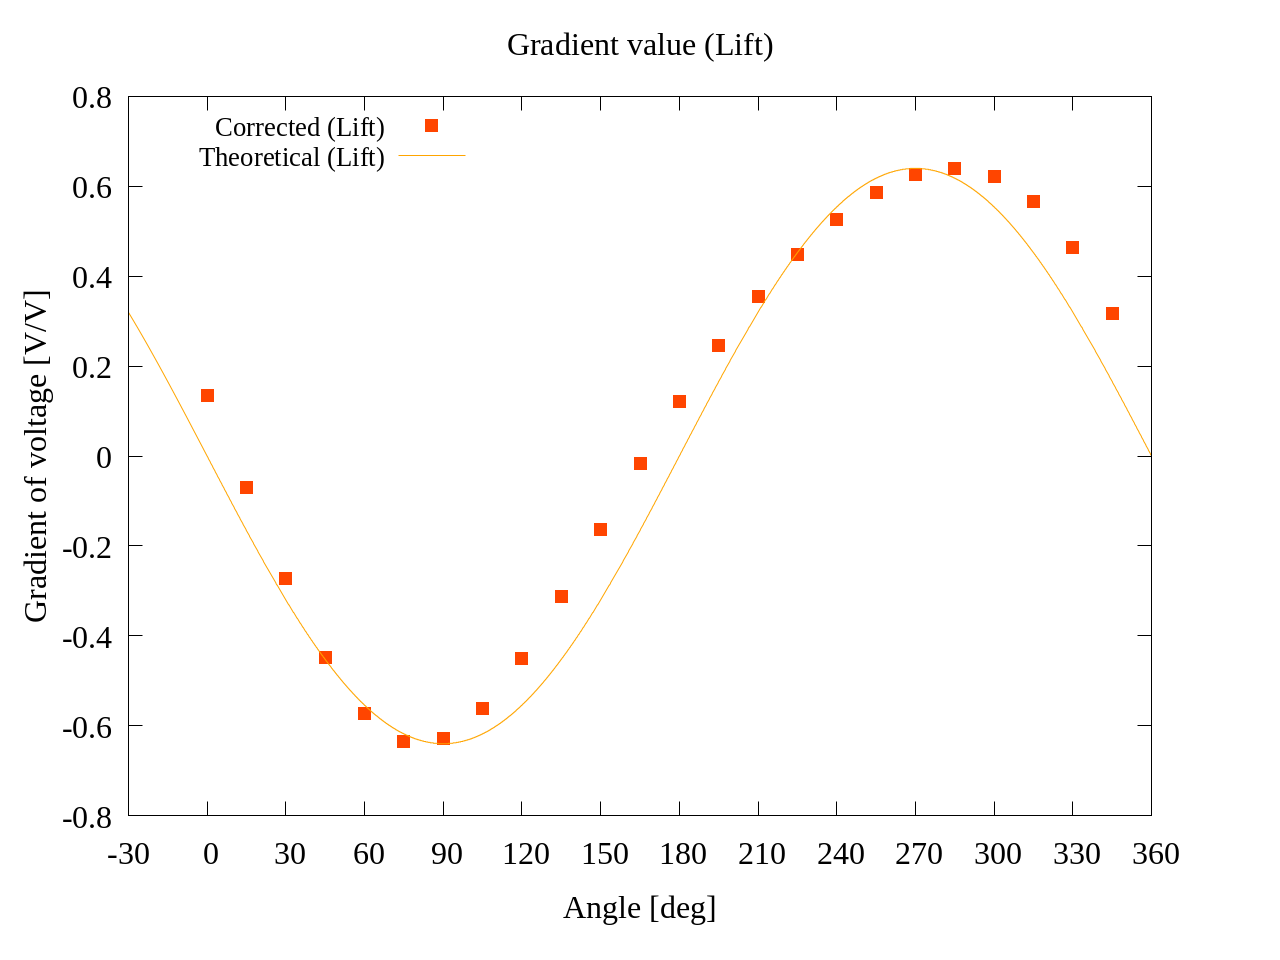 Gradient value (Lift)
Corrected (Lift)
Theoretical (Lift)
0.8
0.6
0.4
0.2
0
-0.2
-0.4
-0.6
-0.8
Gradient of voltage [V/V]
-30 0 30 60 90 120 150 180 210 240 270 300 330 360
Angle [deg]